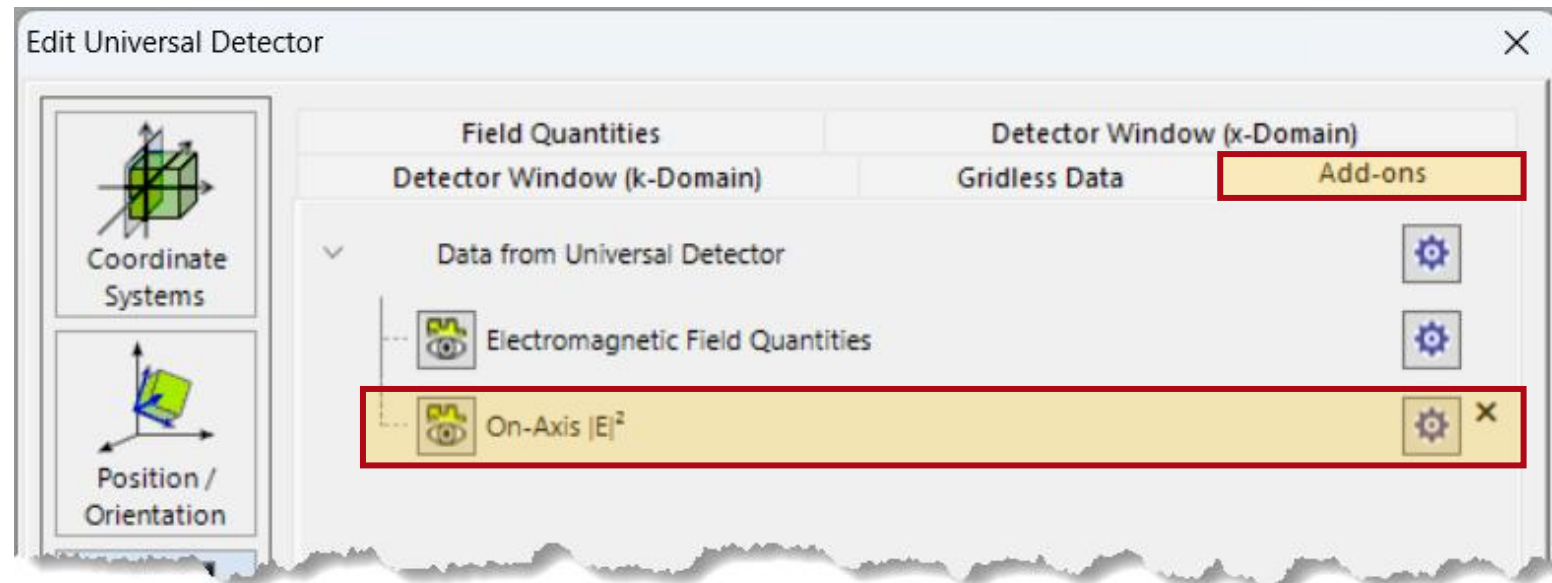 Edit Universal Detector
Coordinate
Systems
Position /
Orientation
Field Quantities
Detector Window (x-Domain)
Detector Window (k-Domain)
Gridless Data
Add-ons
Data from Universal Detector
Electromagnetic Field Quantities
On-Axis |E|²